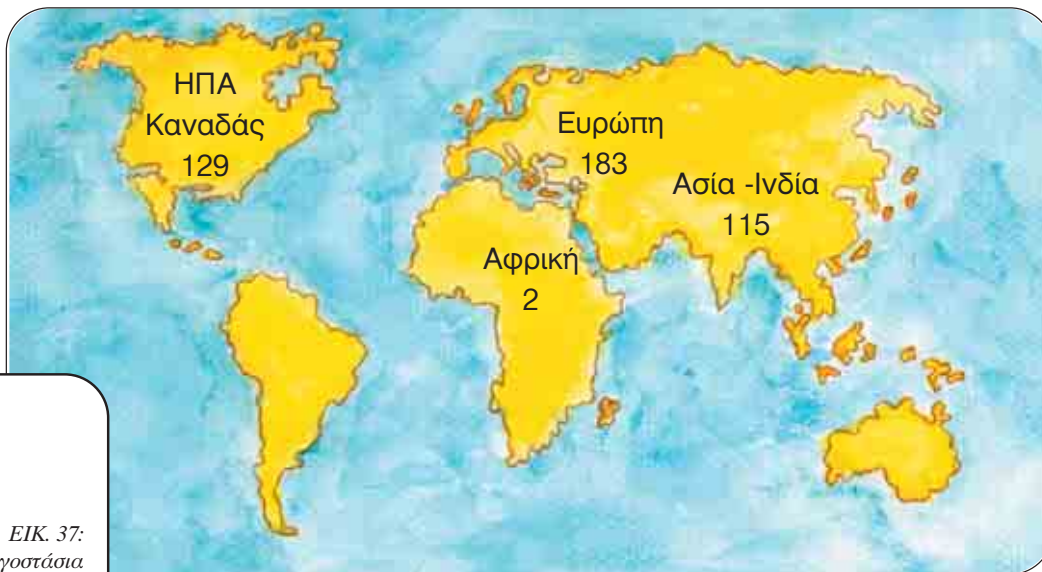 ΗΠΑ
Καναδάς
129
Ευρώπη
183
Ασία -Ινδία
115
Αφρική
2
ΕΙΚ. 37:
γοστάσια